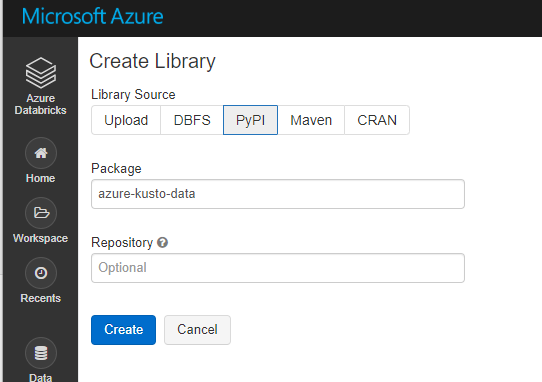 Microsoft Azure
Azure
Databricks
Home
Workspace
Recents
Data
Create Library
Library Source
Upload
DBFS
PyPI
Maven
CRAN
Package
azure-kusto-data
Repository ?
Optional
Create
Cancel